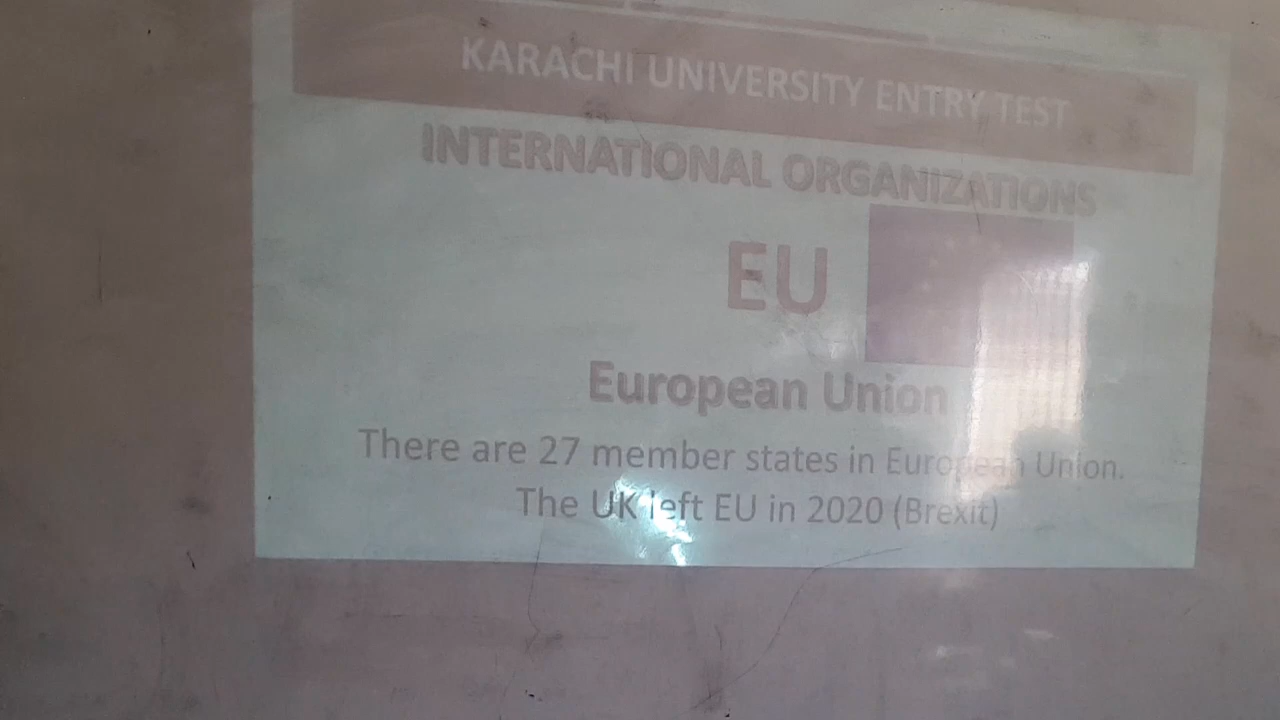 KARACHI UNIVERSITY ENTRY TEST
INTERNATIONAL ORGANIZATIONS
EU
European Union
There are 27 member states in European Union.
The UK left EU in 2020 (Brexit)